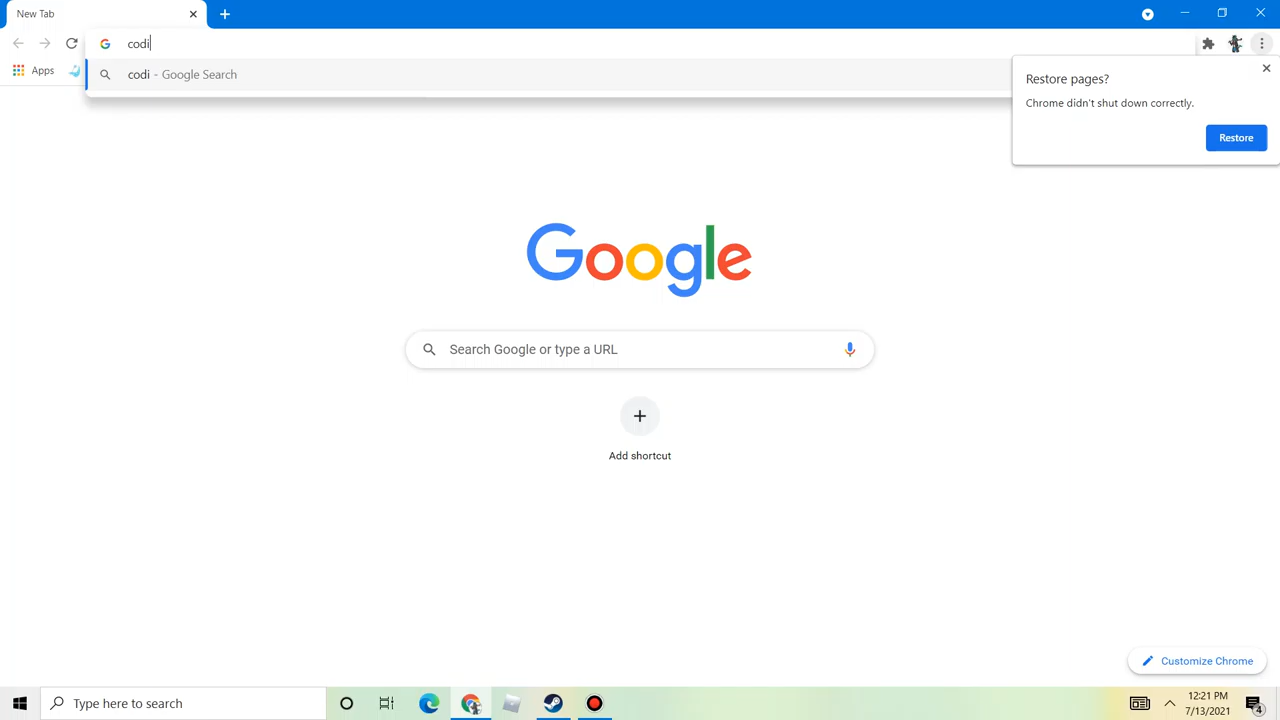 New Tab
codi
codi - Google Search
Apps
Restore pages?
Chrome didn't shut down correctly.
Restore
Google
Search Google or type a URL
Add shortcut
Customize Chrome
Type here to search
12:21 PM
7/13/2021
4